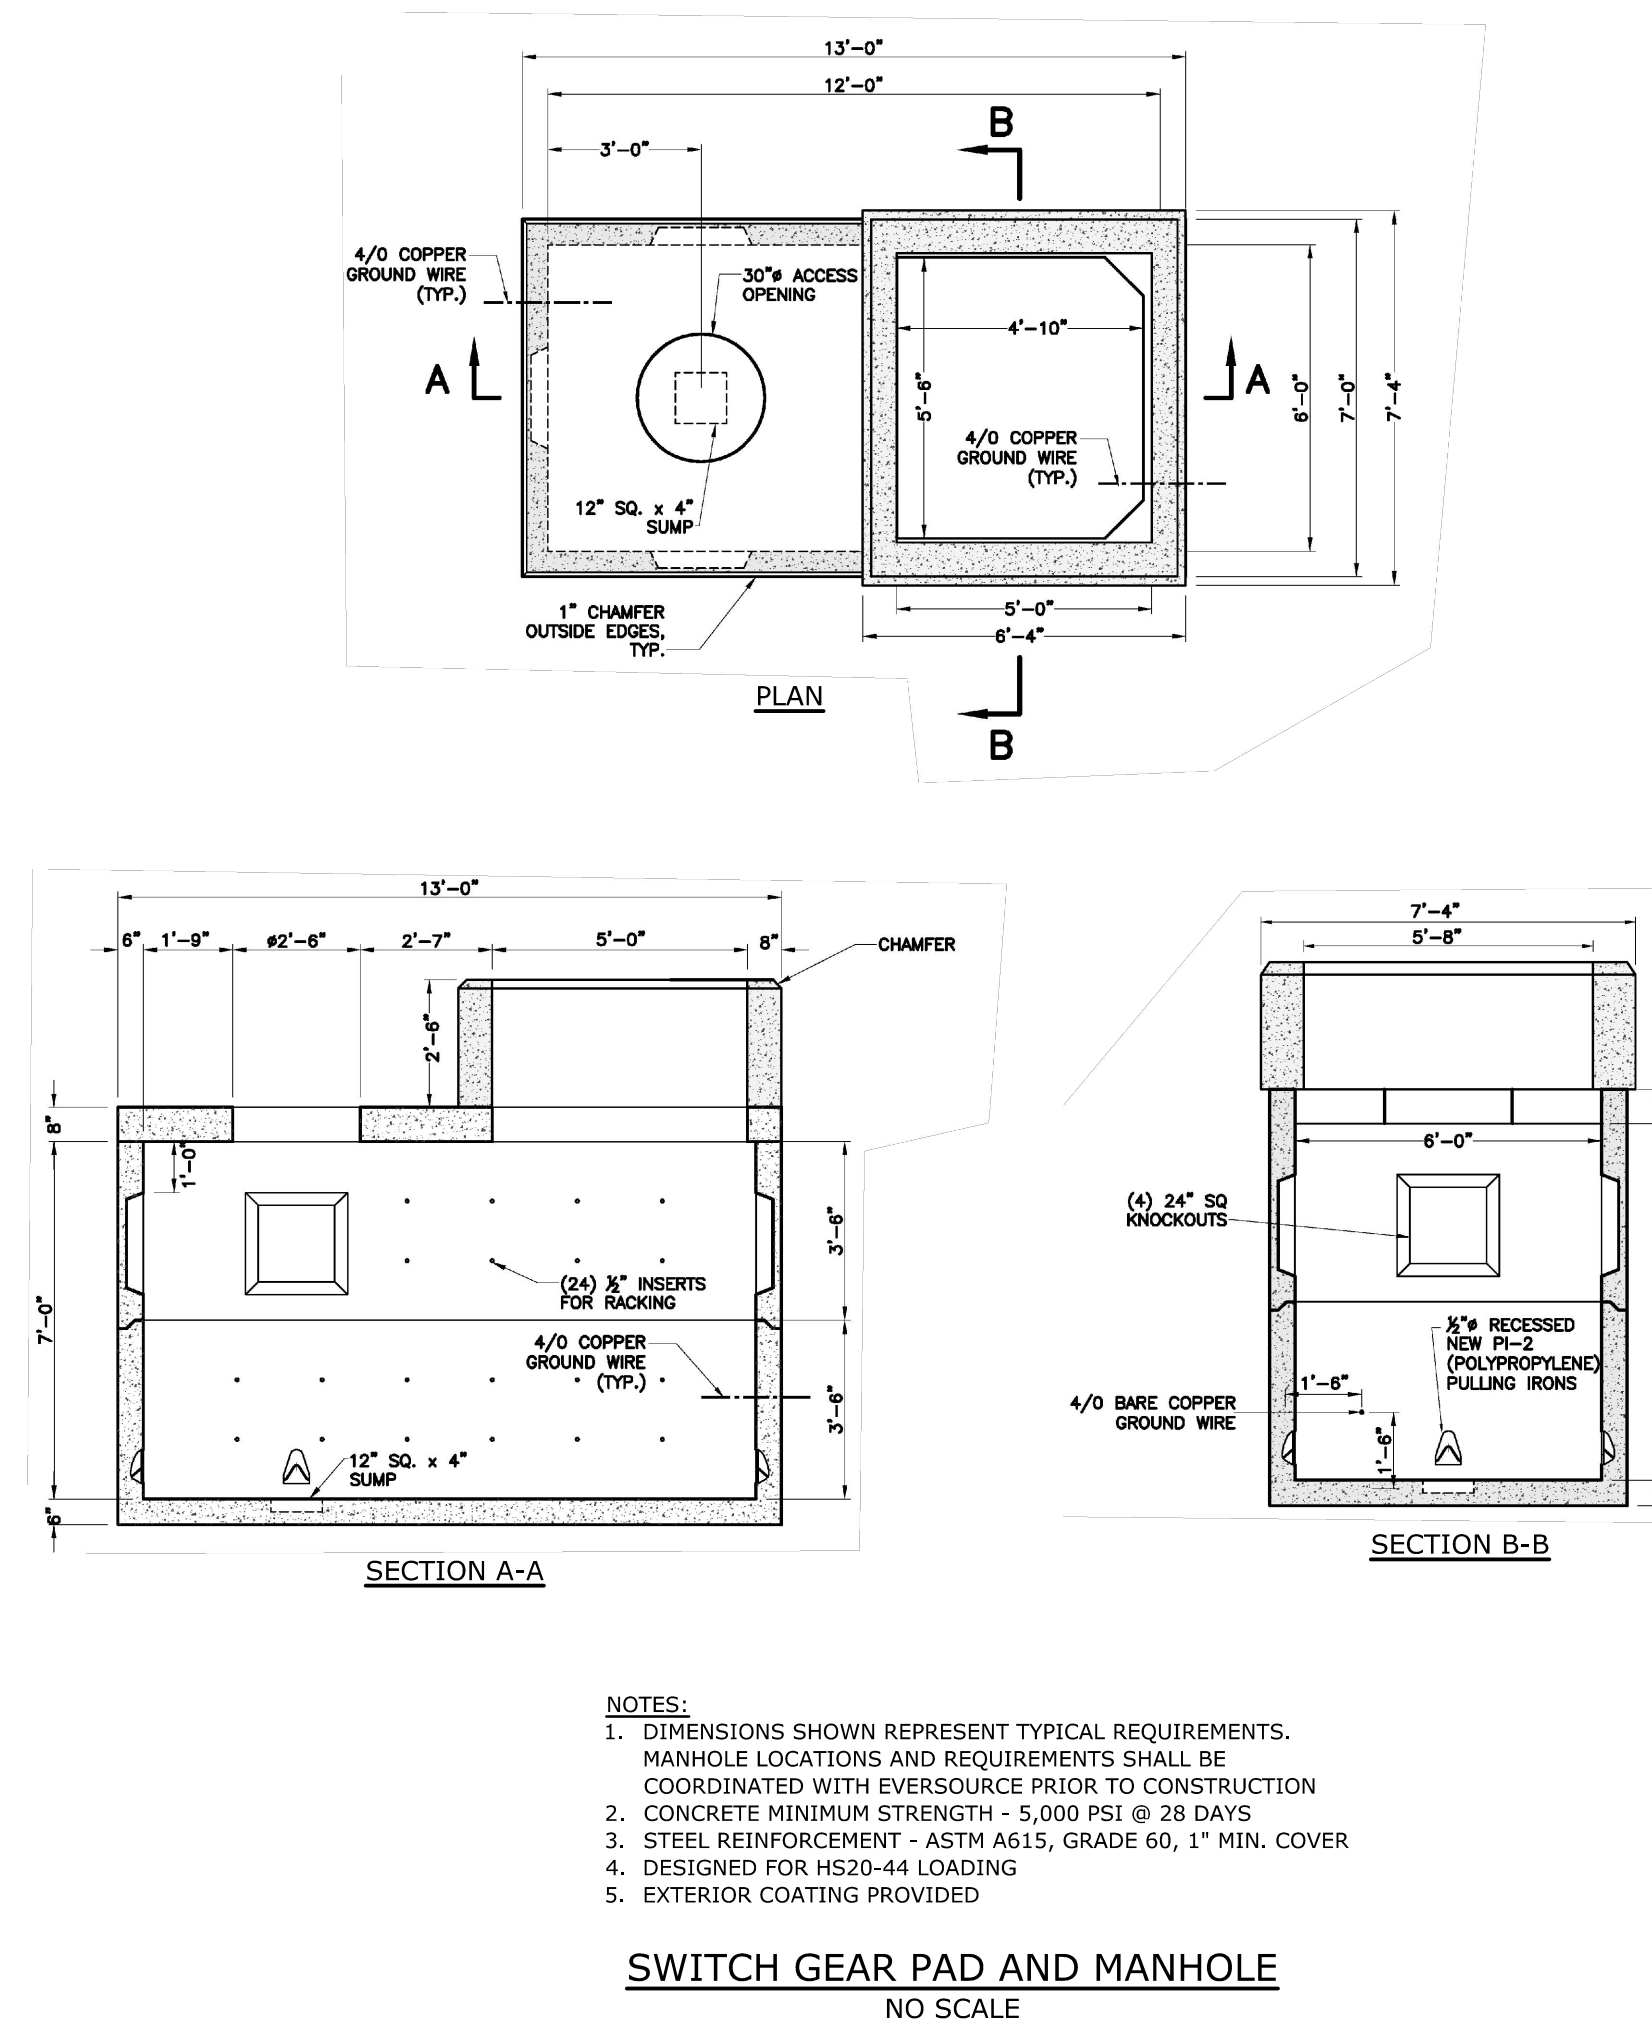 13'-0"
12'-0"
B
3'-0"
4/0 COPPER
GROUND WIRE
(TYP.)
30"ø ACCESS
OPENING
4'-10"
A
A
5'-6"
6'-0"
7'-0"
7'-4"
4/0 COPPER
GROUND WIRE
(TYP.)
12" SQ. x 4"
SUMP
1" CHAMFER
OUTSIDE EDGES,
TYP.
5'-0"
6'-4"
PLAN
B
13'-0"
6"
1'-9"
ø2'-6"
2'-7"
5'-0"
8"
CHAMFER
2'-6"
8"
1'-0"
7'-0"
3'-6"
(24) ½" INSERTS
FOR RACKING
4/0 COPPER
GROUND WIRE
(TYP.)
3'-6"
12" SQ. x 4"
SUMP
6"
SECTION A-A
7'-4"
5'-8"
6'-0"
(4) 24" SQ
KNOCKOUTS
½"ø RECESSED
NEW PI-2
(POLYPROPYLENE)
PULLING IRONS
1'-6"
4/0 BARE COPPER
GROUND WIRE
1'-6"
SECTION B-B
NOTES:
1. DIMENSIONS SHOWN REPRESENT TYPICAL REQUIREMENTS.
MANHOLE LOCATIONS AND REQUIREMENTS SHALL BE
COORDINATED WITH EVERSOURCE PRIOR TO CONSTRUCTION
2. CONCRETE MINIMUM STRENGTH - 5,000 PSI @ 28 DAYS
3. STEEL REINFORCEMENT - ASTM A615, GRADE 60, 1" MIN. COVER
4. DESIGNED FOR HS20-44 LOADING
5. EXTERIOR COATING PROVIDED
SWITCH GEAR PAD AND MANHOLE
NO SCALE